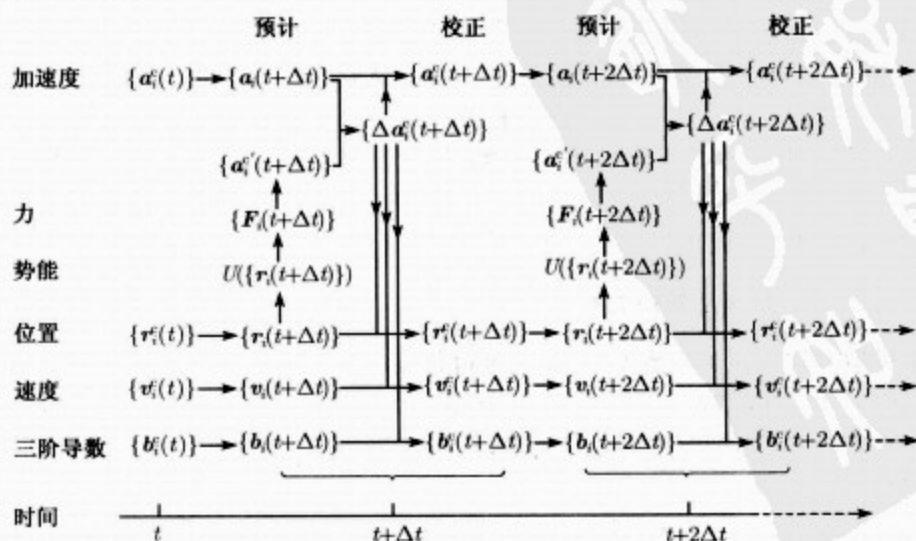 预计 校正 预计 校正
加速度 {aᵢᶜ(t)} {aᵢ(t+Δt)} {aᵢᶜ(t+Δt)} {aᵢ(t+2Δt)} {aᵢᶜ(t+2Δt)}
{Δaᵢᶜ(t+Δt)} {Δaᵢᶜ(t+2Δt)}
{aᵢᶜ′(t+Δt)} {aᵢᶜ′(t+2Δt)}
力 {Fᵢ(t+Δt)} {Fᵢ(t+2Δt)}
势能 U({rᵢ(t+Δt)}) U({rᵢ(t+2Δt)})
位置 {rᵢᶜ(t)} {rᵢ(t+Δt)} {rᵢᶜ(t+Δt)} {rᵢ(t+2Δt)} {rᵢᶜ(t+2Δt)}
速度 {vᵢᶜ(t)} {vᵢ(t+Δt)} {vᵢᶜ(t+Δt)} {vᵢ(t+2Δt)} {vᵢᶜ(t+2Δt)}
三阶导数 {bᵢᶜ(t)} {bᵢ(t+Δt)} {bᵢᶜ(t+Δt)} {bᵢ(t+2Δt)} {bᵢᶜ(t+2Δt)}
时间 t t+Δt t+2Δt